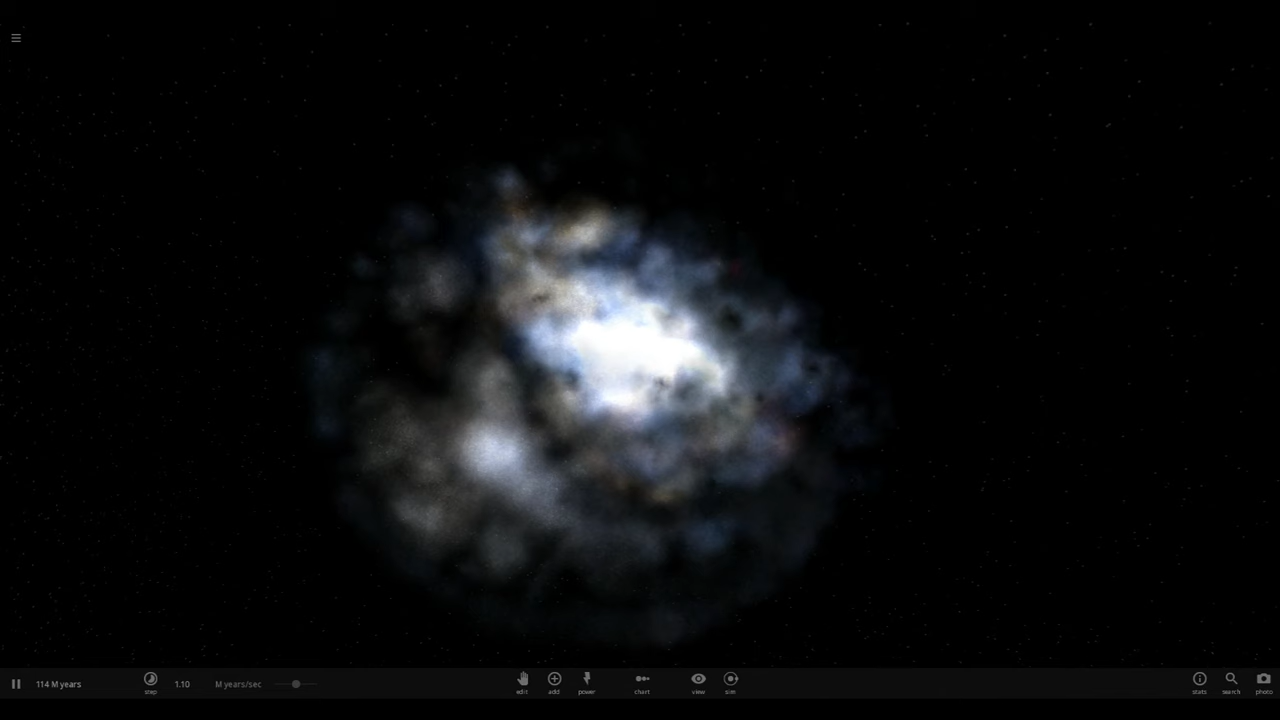 114 M years
step
1.10
M years/sec
edit
add
power
chart
view
sim
stats
search
photo